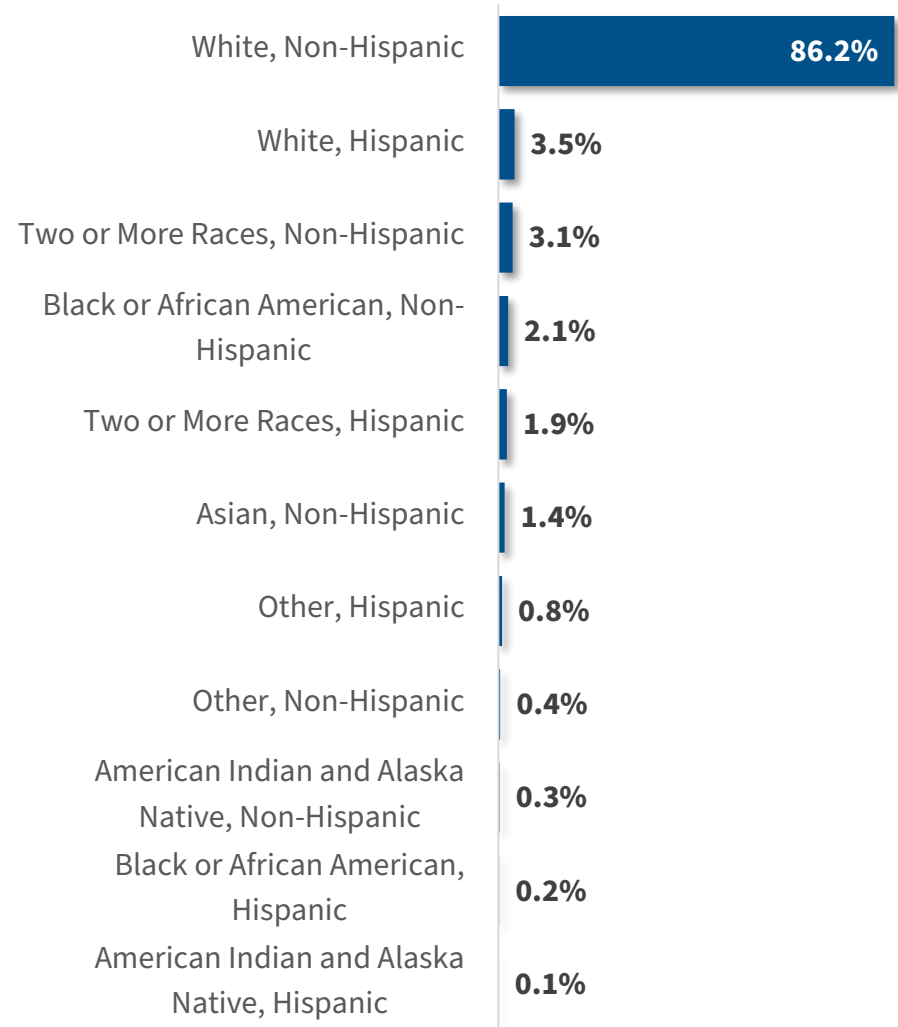 White, Non-Hispanic
86.2%
White, Hispanic
3.5%
Two or More Races, Non-Hispanic
3.1%
Black or African American, Non-
Hispanic
2.1%
Two or More Races, Hispanic
1.9%
Asian, Non-Hispanic
1.4%
Other, Hispanic
0.8%
Other, Non-Hispanic
0.4%
American Indian and Alaska
Native, Non-Hispanic
0.3%
Black or African American,
Hispanic
0.2%
American Indian and Alaska
Native, Hispanic
0.1%